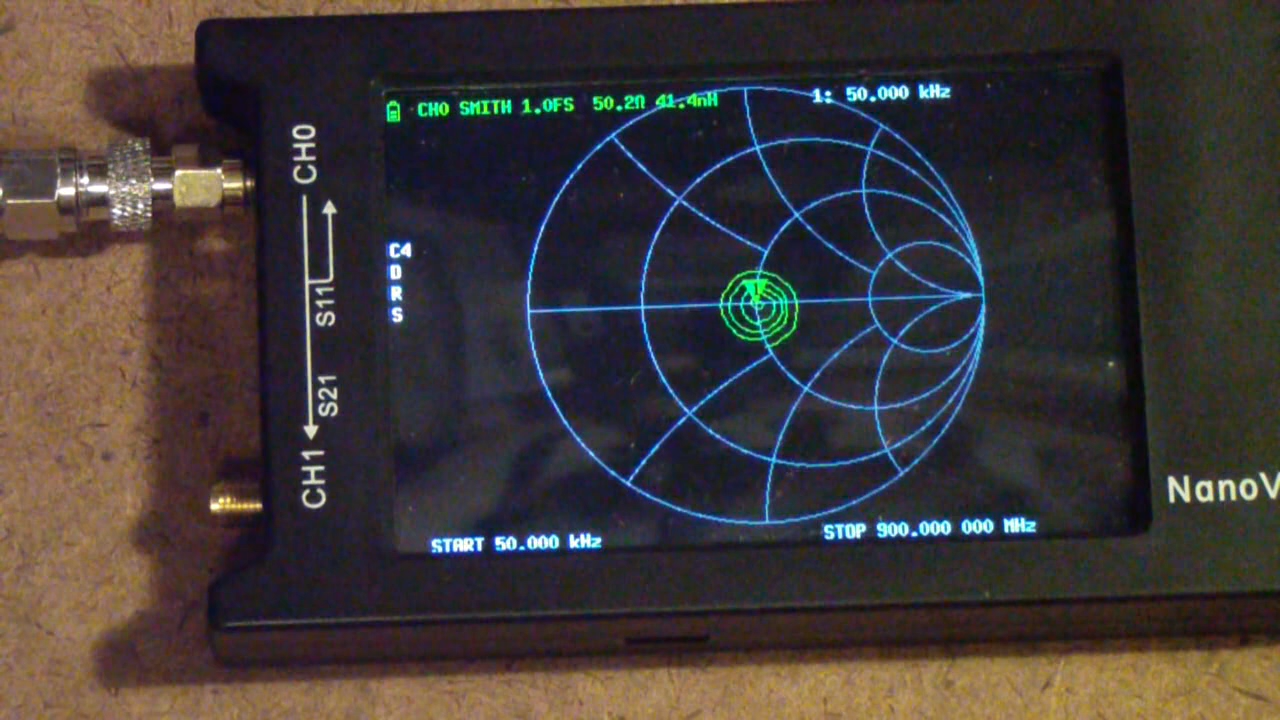 CH0 SMITH 1.0FS 50.2Ω 41.4nH
1: 50.000 kHz
CH0
S11
S21
CH1
C4
D
R
S
START 50.000 kHz
STOP 900.000 000 MHz
NanoV